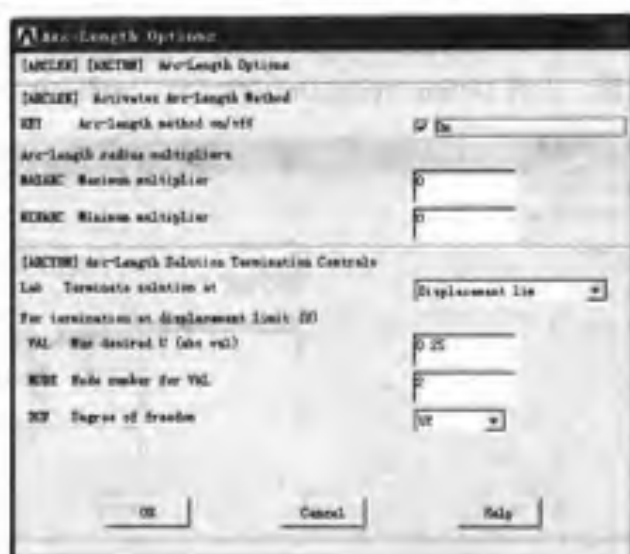 Arc-Length Options
[ARCLEN] [ARCTRM] Arc-Length Options
[ARCLEN] Activates Arc-Length Method
KEY Arc-length method on/off On
Arc-length radius multipliers
MAXARC Maximum multiplier 0
MINARC Minimum multiplier 0
[ARCTRM] Arc-Length Solution Termination Controls
Lab Terminate solution at Displacement lim
For termination at displacement limit (U)
VAL Max desired U (abs val) 0.25
NODE Node number for VAL 2
DOF Degree of freedom UY
OK Cancel Help